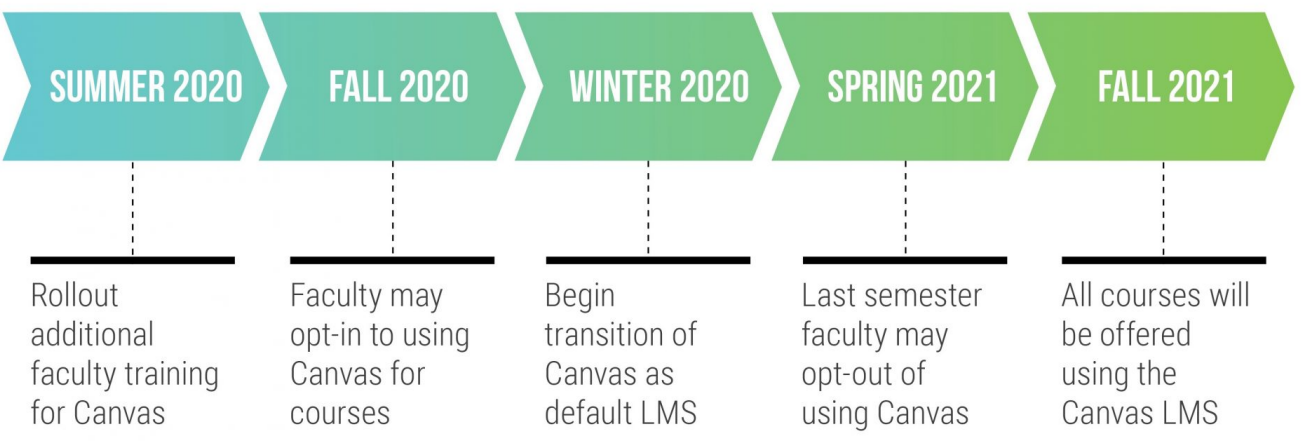 SUMMER 2020
FALL 2020
WINTER 2020
SPRING 2021
FALL 2021
Rollout
additional
faculty training
for Canvas
Faculty may
opt-in to using
Canvas for
courses
Begin
transition of
Canvas as
default LMS
Last semester
faculty may
opt-out of
using Canvas
All courses will
be offered
using the
Canvas LMS